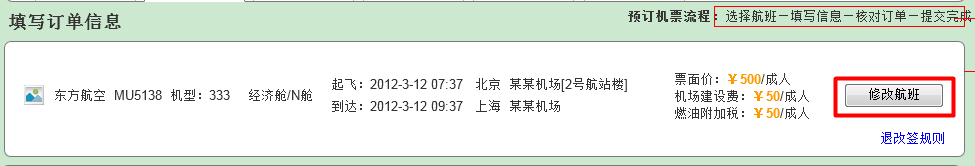 填写订单信息
预订机票流程：选择航班－填写信息－核对订单－提交完成
东方航空 MU5138 机型：333 经济舱/N舱
起飞：2012-3-12 07:37 北京 某某机场[2号航站楼]
到达：2012-3-12 09:37 上海 某某机场
票面价：￥500/成人
机场建设费：￥50/成人
燃油附加税：￥50/成人
修改航班
退改签规则